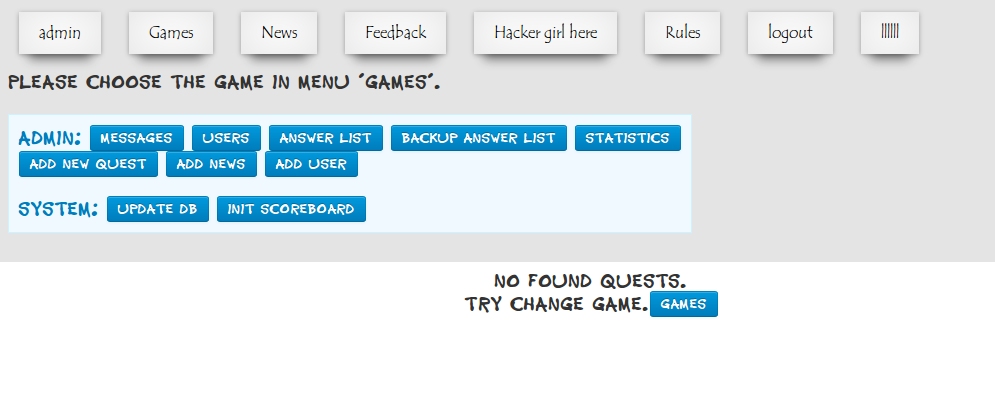 admin Games News Feedback Hacker girl here Rules logout llllll
PLEASE CHOOSE THE GAME IN MENU 'GAMES'.
ADMIN: MESSAGES USERS ANSWER LIST BACKUP ANSWER LIST STATISTICS
ADD NEW QUEST ADD NEWS ADD USER
SYSTEM: UPDATE DB INIT SCOREBOARD
NO FOUND QUESTS.
TRY CHANGE GAME. GAMES